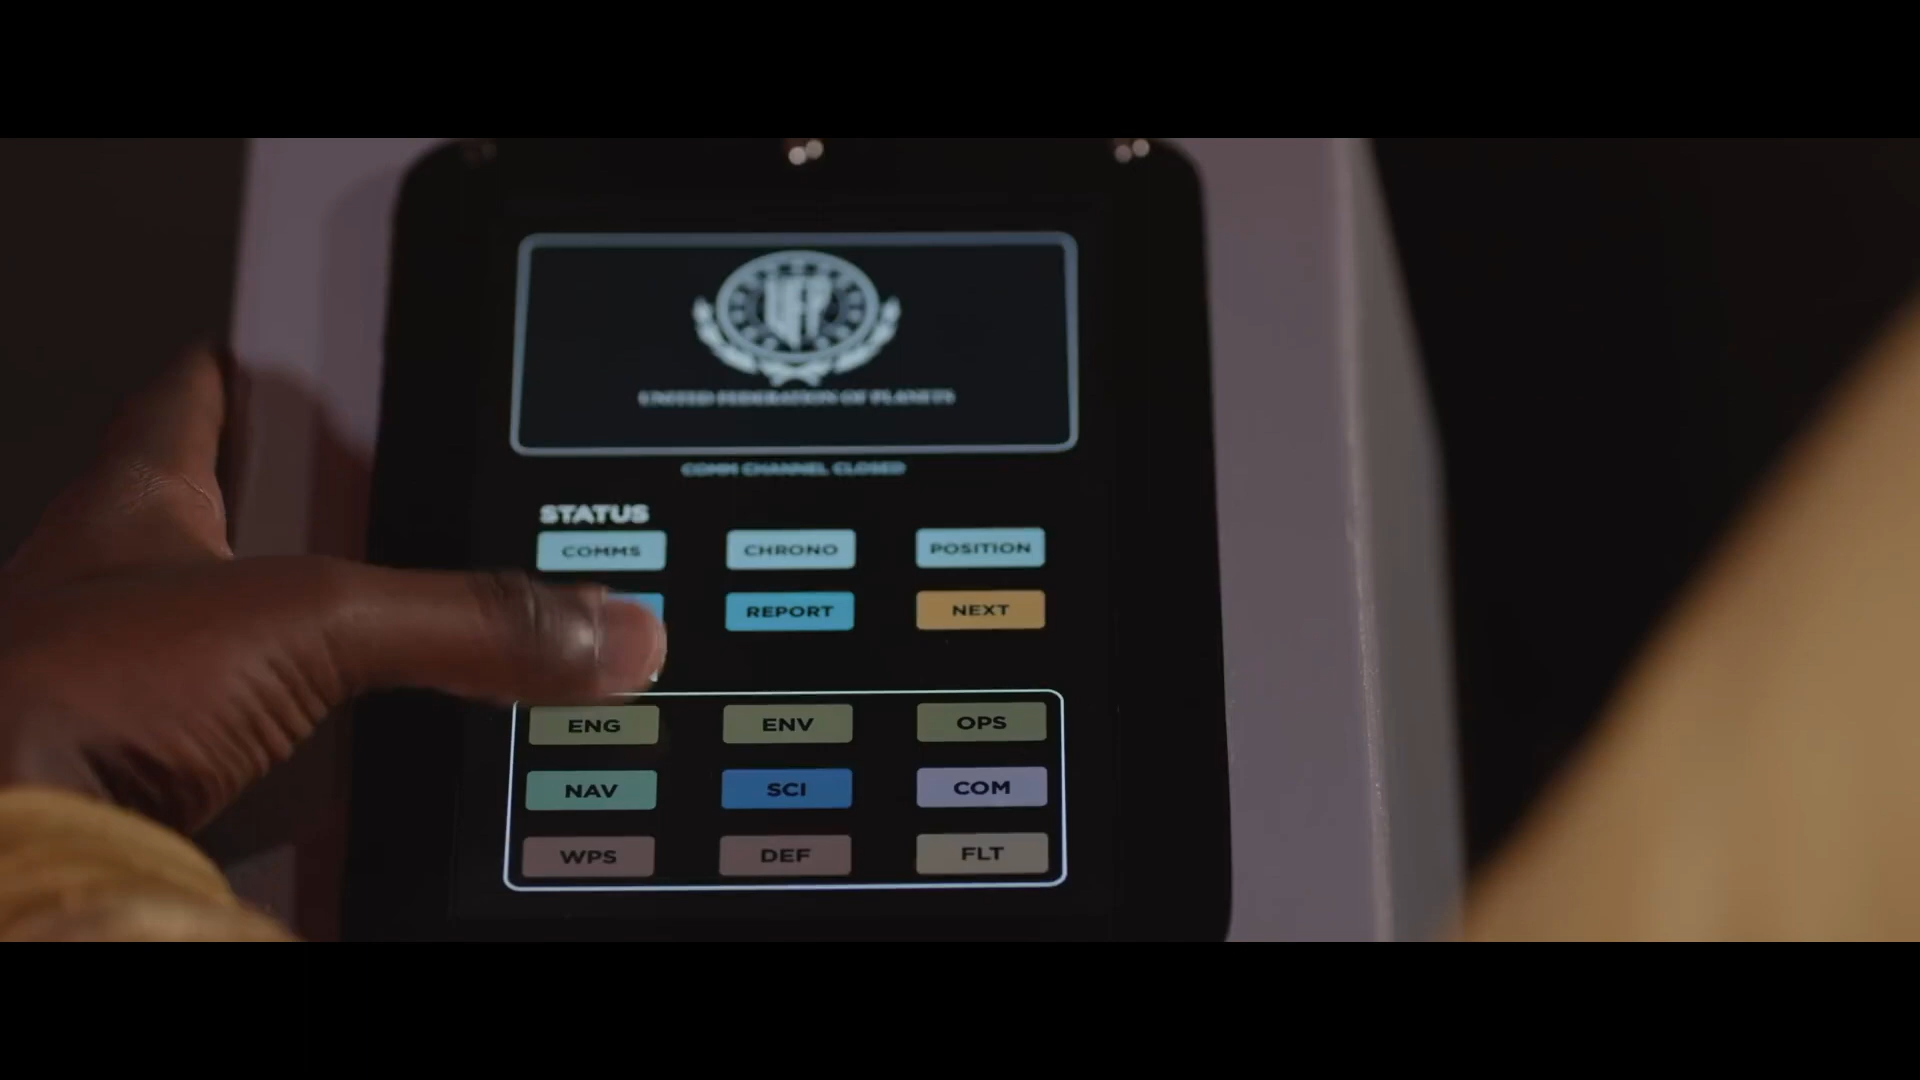 UFP
UNITED FEDERATION OF PLANETS
COMM CHANNEL CLOSED
STATUS
COMMS CHRONO POSITION
REPORT NEXT
ENG ENV OPS
NAV SCI COM
WPS DEF FLT